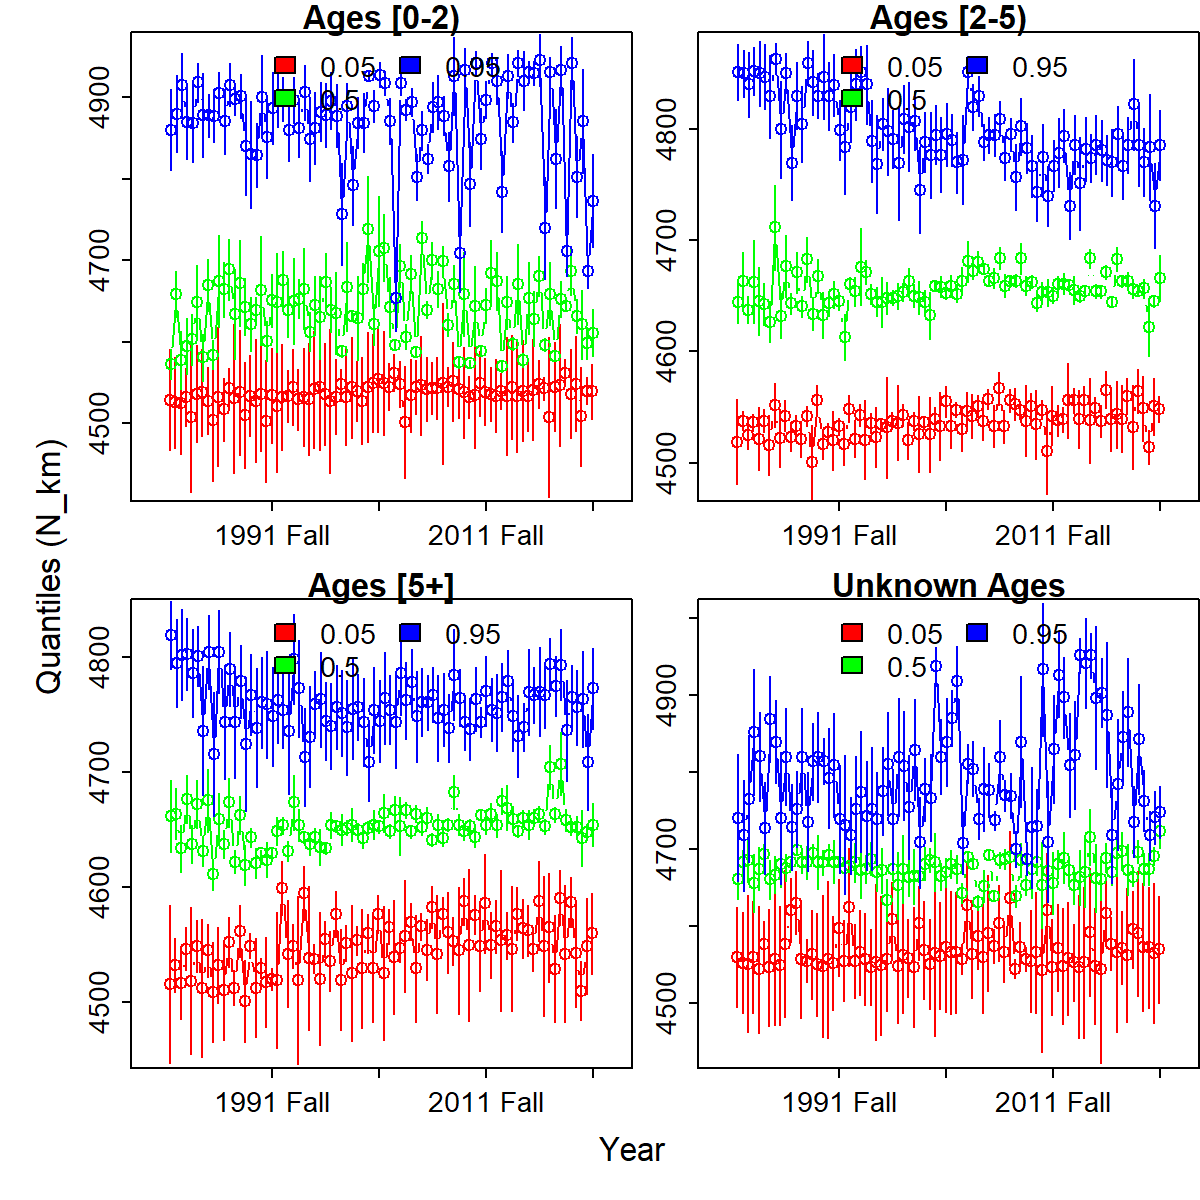 Ages [0-2)
0.05 0.95
0.5
4500 4700 4900
1991 Fall 2011 Fall
Ages [2-5)
0.05 0.95
0.5
4500 4600 4700 4800
1991 Fall 2011 Fall
Ages [5+]
0.05 0.95
0.5
4500 4600 4700 4800
1991 Fall 2011 Fall
Unknown Ages
0.05 0.95
0.5
4500 4700 4900
1991 Fall 2011 Fall
Quantiles (N_km)
Year